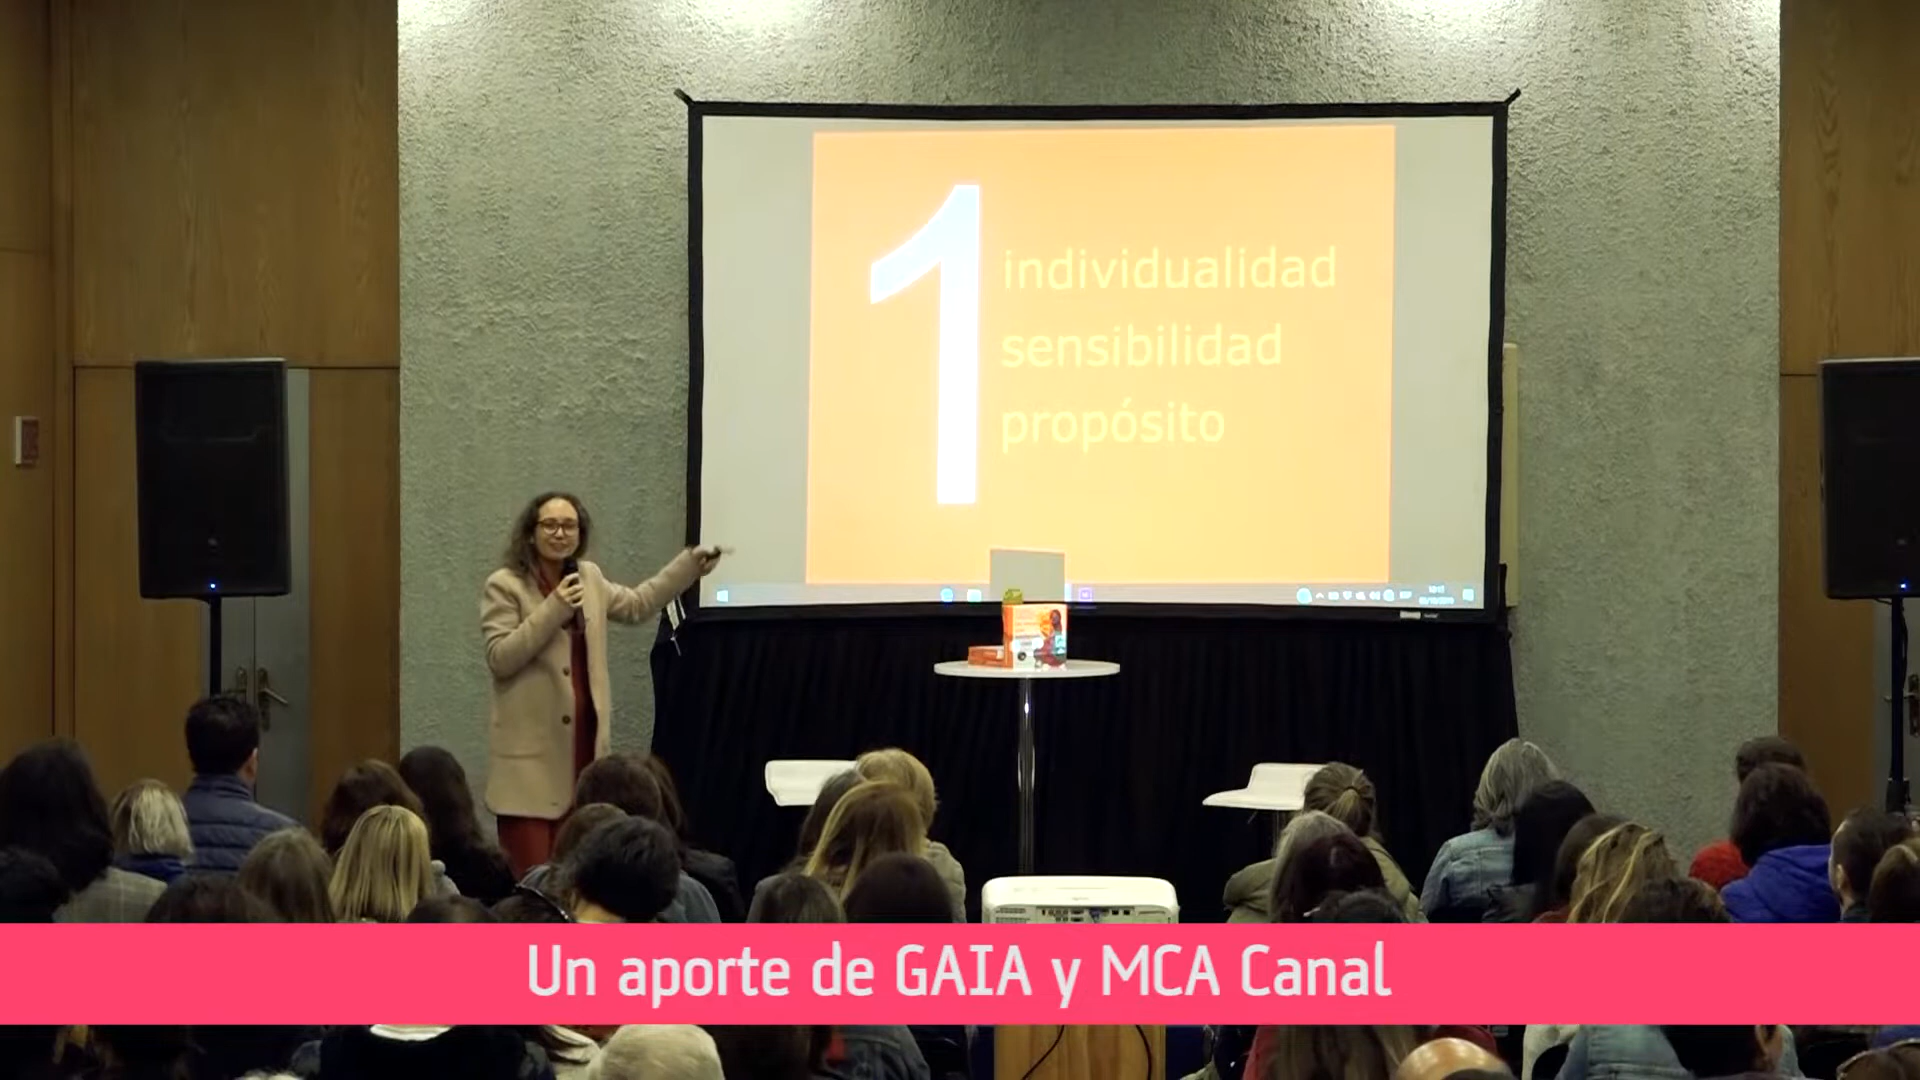 1
individualidad
sensibilidad
propósito
Un aporte de GAIA y MCA Canal